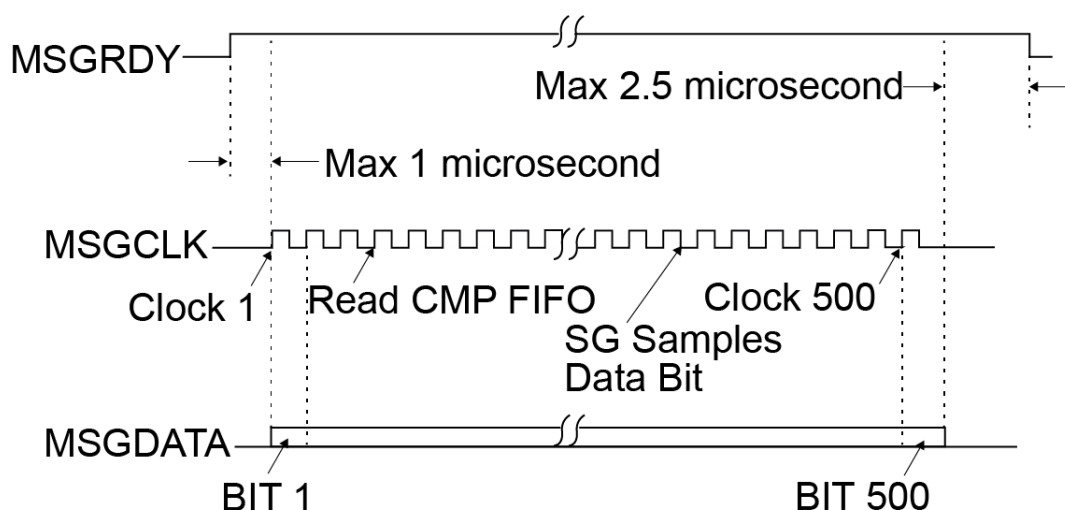 MSGRDY
Max 2.5 microsecond
Max 1 microsecond
MSGCLK
Clock 1
Read CMP FIFO
SG Samples
Data Bit
Clock 500
MSGDATA
BIT 1
BIT 500